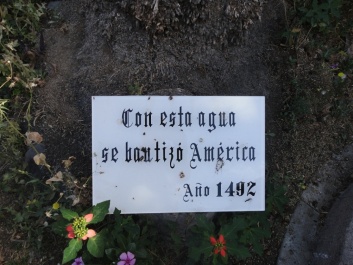 Con esta agua
se bautizó América
Año 1492